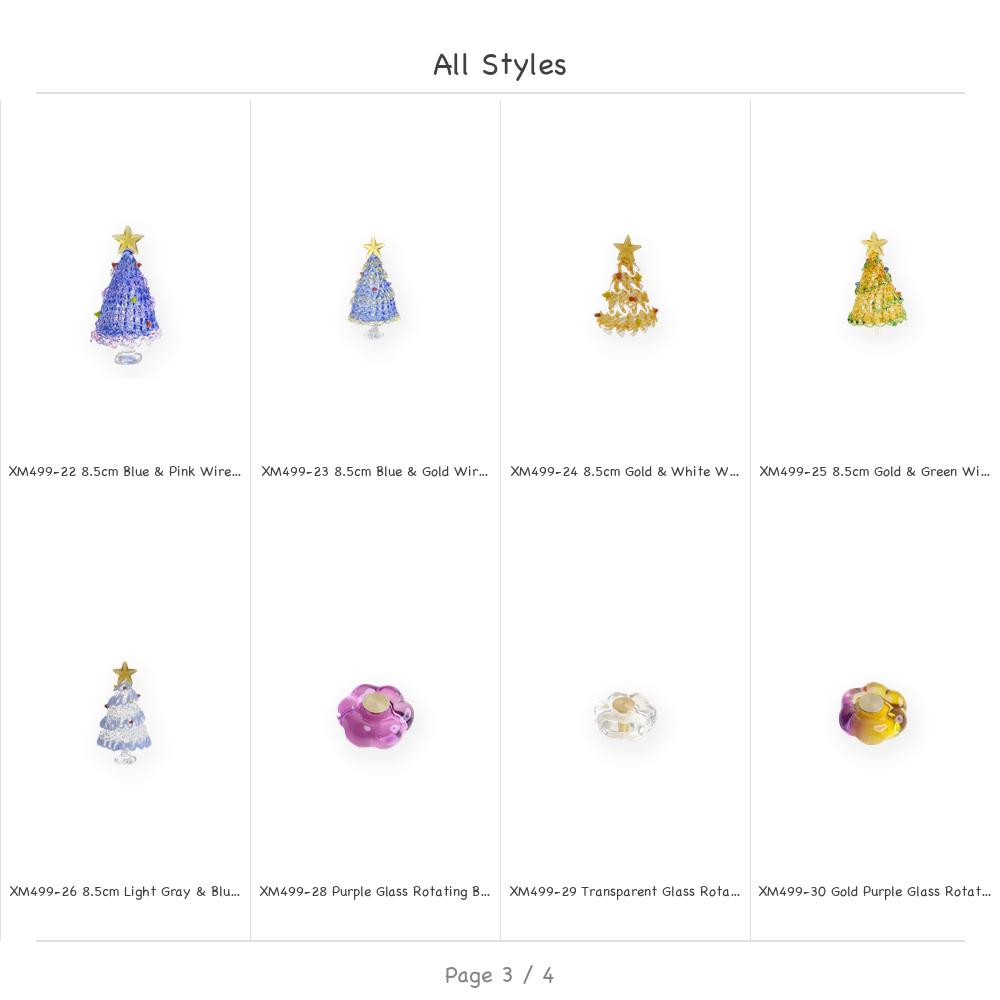 All Styles
XM499-22 8.5cm Blue & Pink Wire...
XM499-23 8.5cm Blue & Gold Wir...
XM499-24 8.5cm Gold & White W...
XM499-25 8.5cm Gold & Green Wi...
XM499-26 8.5cm Light Gray & Blu...
XM499-28 Purple Glass Rotating B...
XM499-29 Transparent Glass Rota...
XM499-30 Gold Purple Glass Rotat...
Page 3 / 4